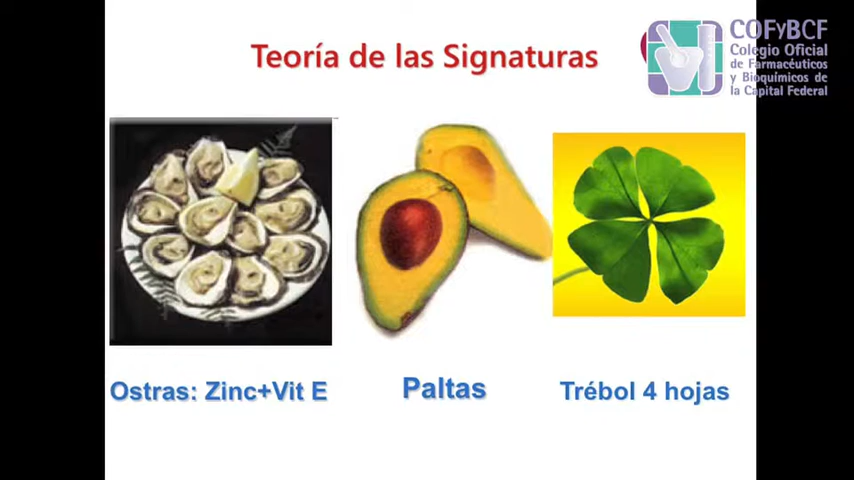 Teoría de las Signaturas
COFyBCF
Colegio Oficial
de Farmacéuticos
y Bioquímicos de
la Capital Federal
Ostras: Zinc+Vit E
Paltas
Trébol 4 hojas